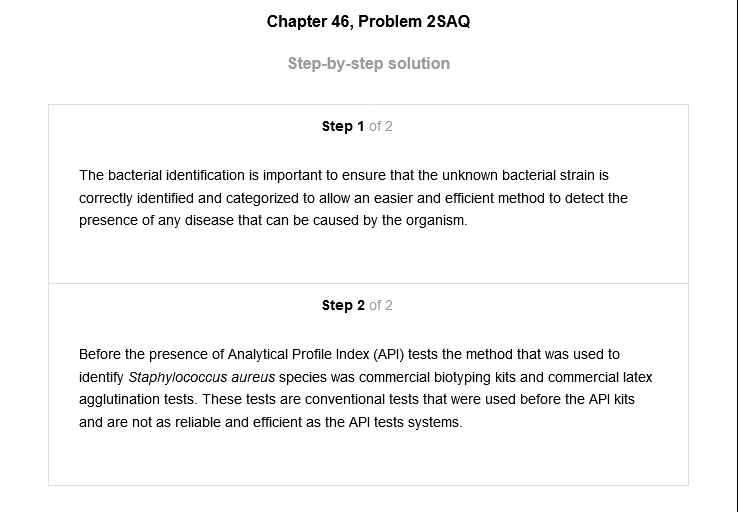 Chapter 46, Problem 2SAQ
Step-by-step solution
Step 1 of 2
The bacterial identification is important to ensure that the unknown bacterial strain is
correctly identified and categorized to allow an easier and efficient method to detect the
presence of any disease that can be caused by the organism.
Step 2 of 2
Before the presence of Analytical Profile Index (API) tests the method that was used to
identify Staphylococcus aureus species was commercial biotyping kits and commercial latex
agglutination tests. These tests are conventional tests that were used before the API kits
and are not as reliable and efficient as the API tests systems.